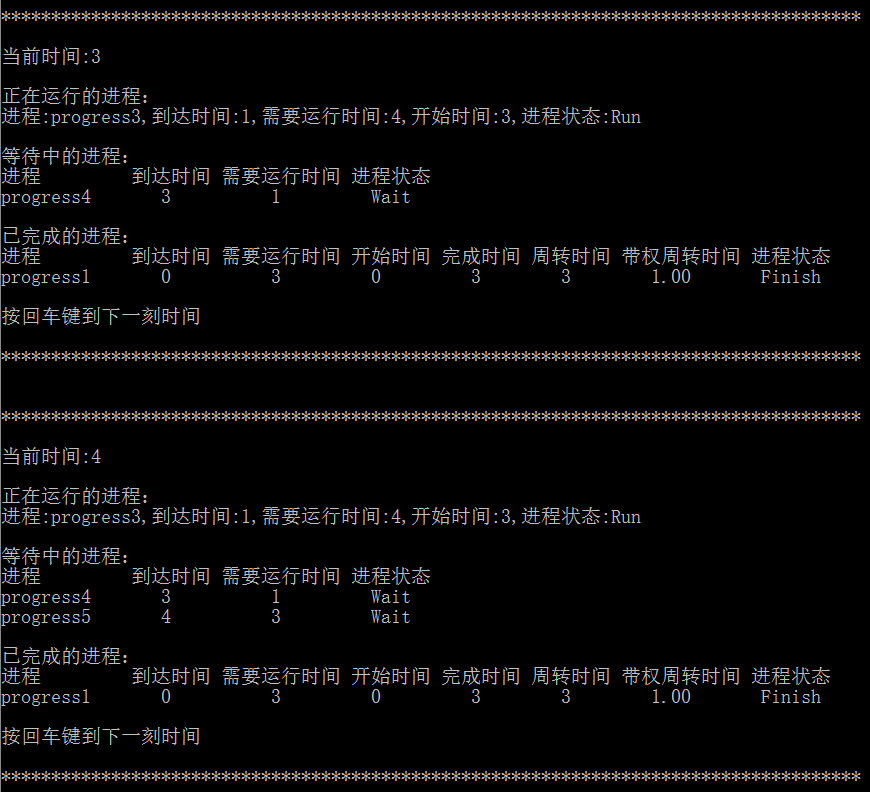 **************************************************************************************
当前时间:3
正在运行的进程:
进程:progress3,到达时间:1,需要运行时间:4,开始时间:3,进程状态:Run
等待中的进程:
进程 到达时间 需要运行时间 进程状态
progress4 3 1 Wait
已完成的进程:
进程 到达时间 需要运行时间 开始时间 完成时间 周转时间 带权周转时间 进程状态
progress1 0 3 0 3 3 1.00 Finish
按回车键到下一刻时间
**************************************************************************************
**************************************************************************************
当前时间:4
正在运行的进程:
进程:progress3,到达时间:1,需要运行时间:4,开始时间:3,进程状态:Run
等待中的进程:
进程 到达时间 需要运行时间 进程状态
progress4 3 1 Wait
progress5 4 3 Wait
已完成的进程:
进程 到达时间 需要运行时间 开始时间 完成时间 周转时间 带权周转时间 进程状态
progress1 0 3 0 3 3 1.00 Finish
按回车键到下一刻时间
**************************************************************************************